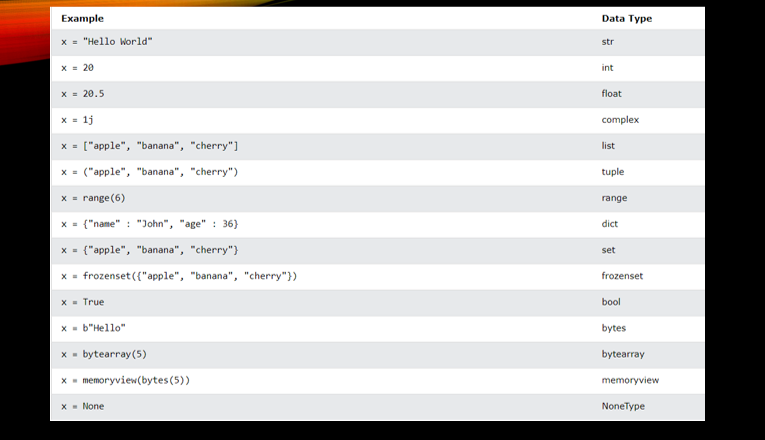 Example Data Type
x = "Hello World" str
x = 20 int
x = 20.5 float
x = 1j complex
x = ["apple", "banana", "cherry"] list
x = ("apple", "banana", "cherry") tuple
x = range(6) range
x = {"name" : "John", "age" : 36} dict
x = {"apple", "banana", "cherry"} set
x = frozenset({"apple", "banana", "cherry"}) frozenset
x = True bool
x = b"Hello" bytes
x = bytearray(5) bytearray
x = memoryview(bytes(5)) memoryview
x = None NoneType